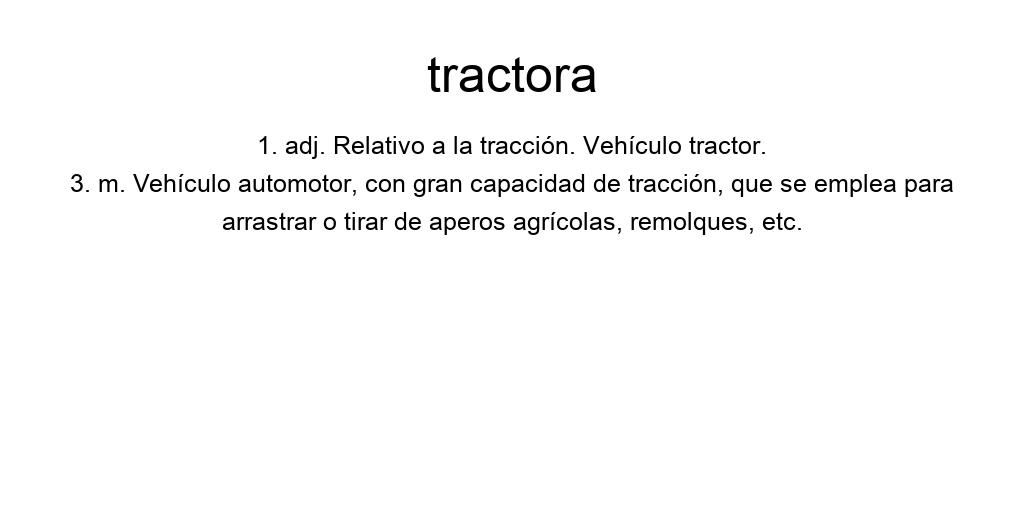 tractora
1. adj. Relativo a la tracción. Vehículo tractor.
3. m. Vehículo automotor, con gran capacidad de tracción, que se emplea para
arrastrar o tirar de aperos agrícolas, remolques, etc.